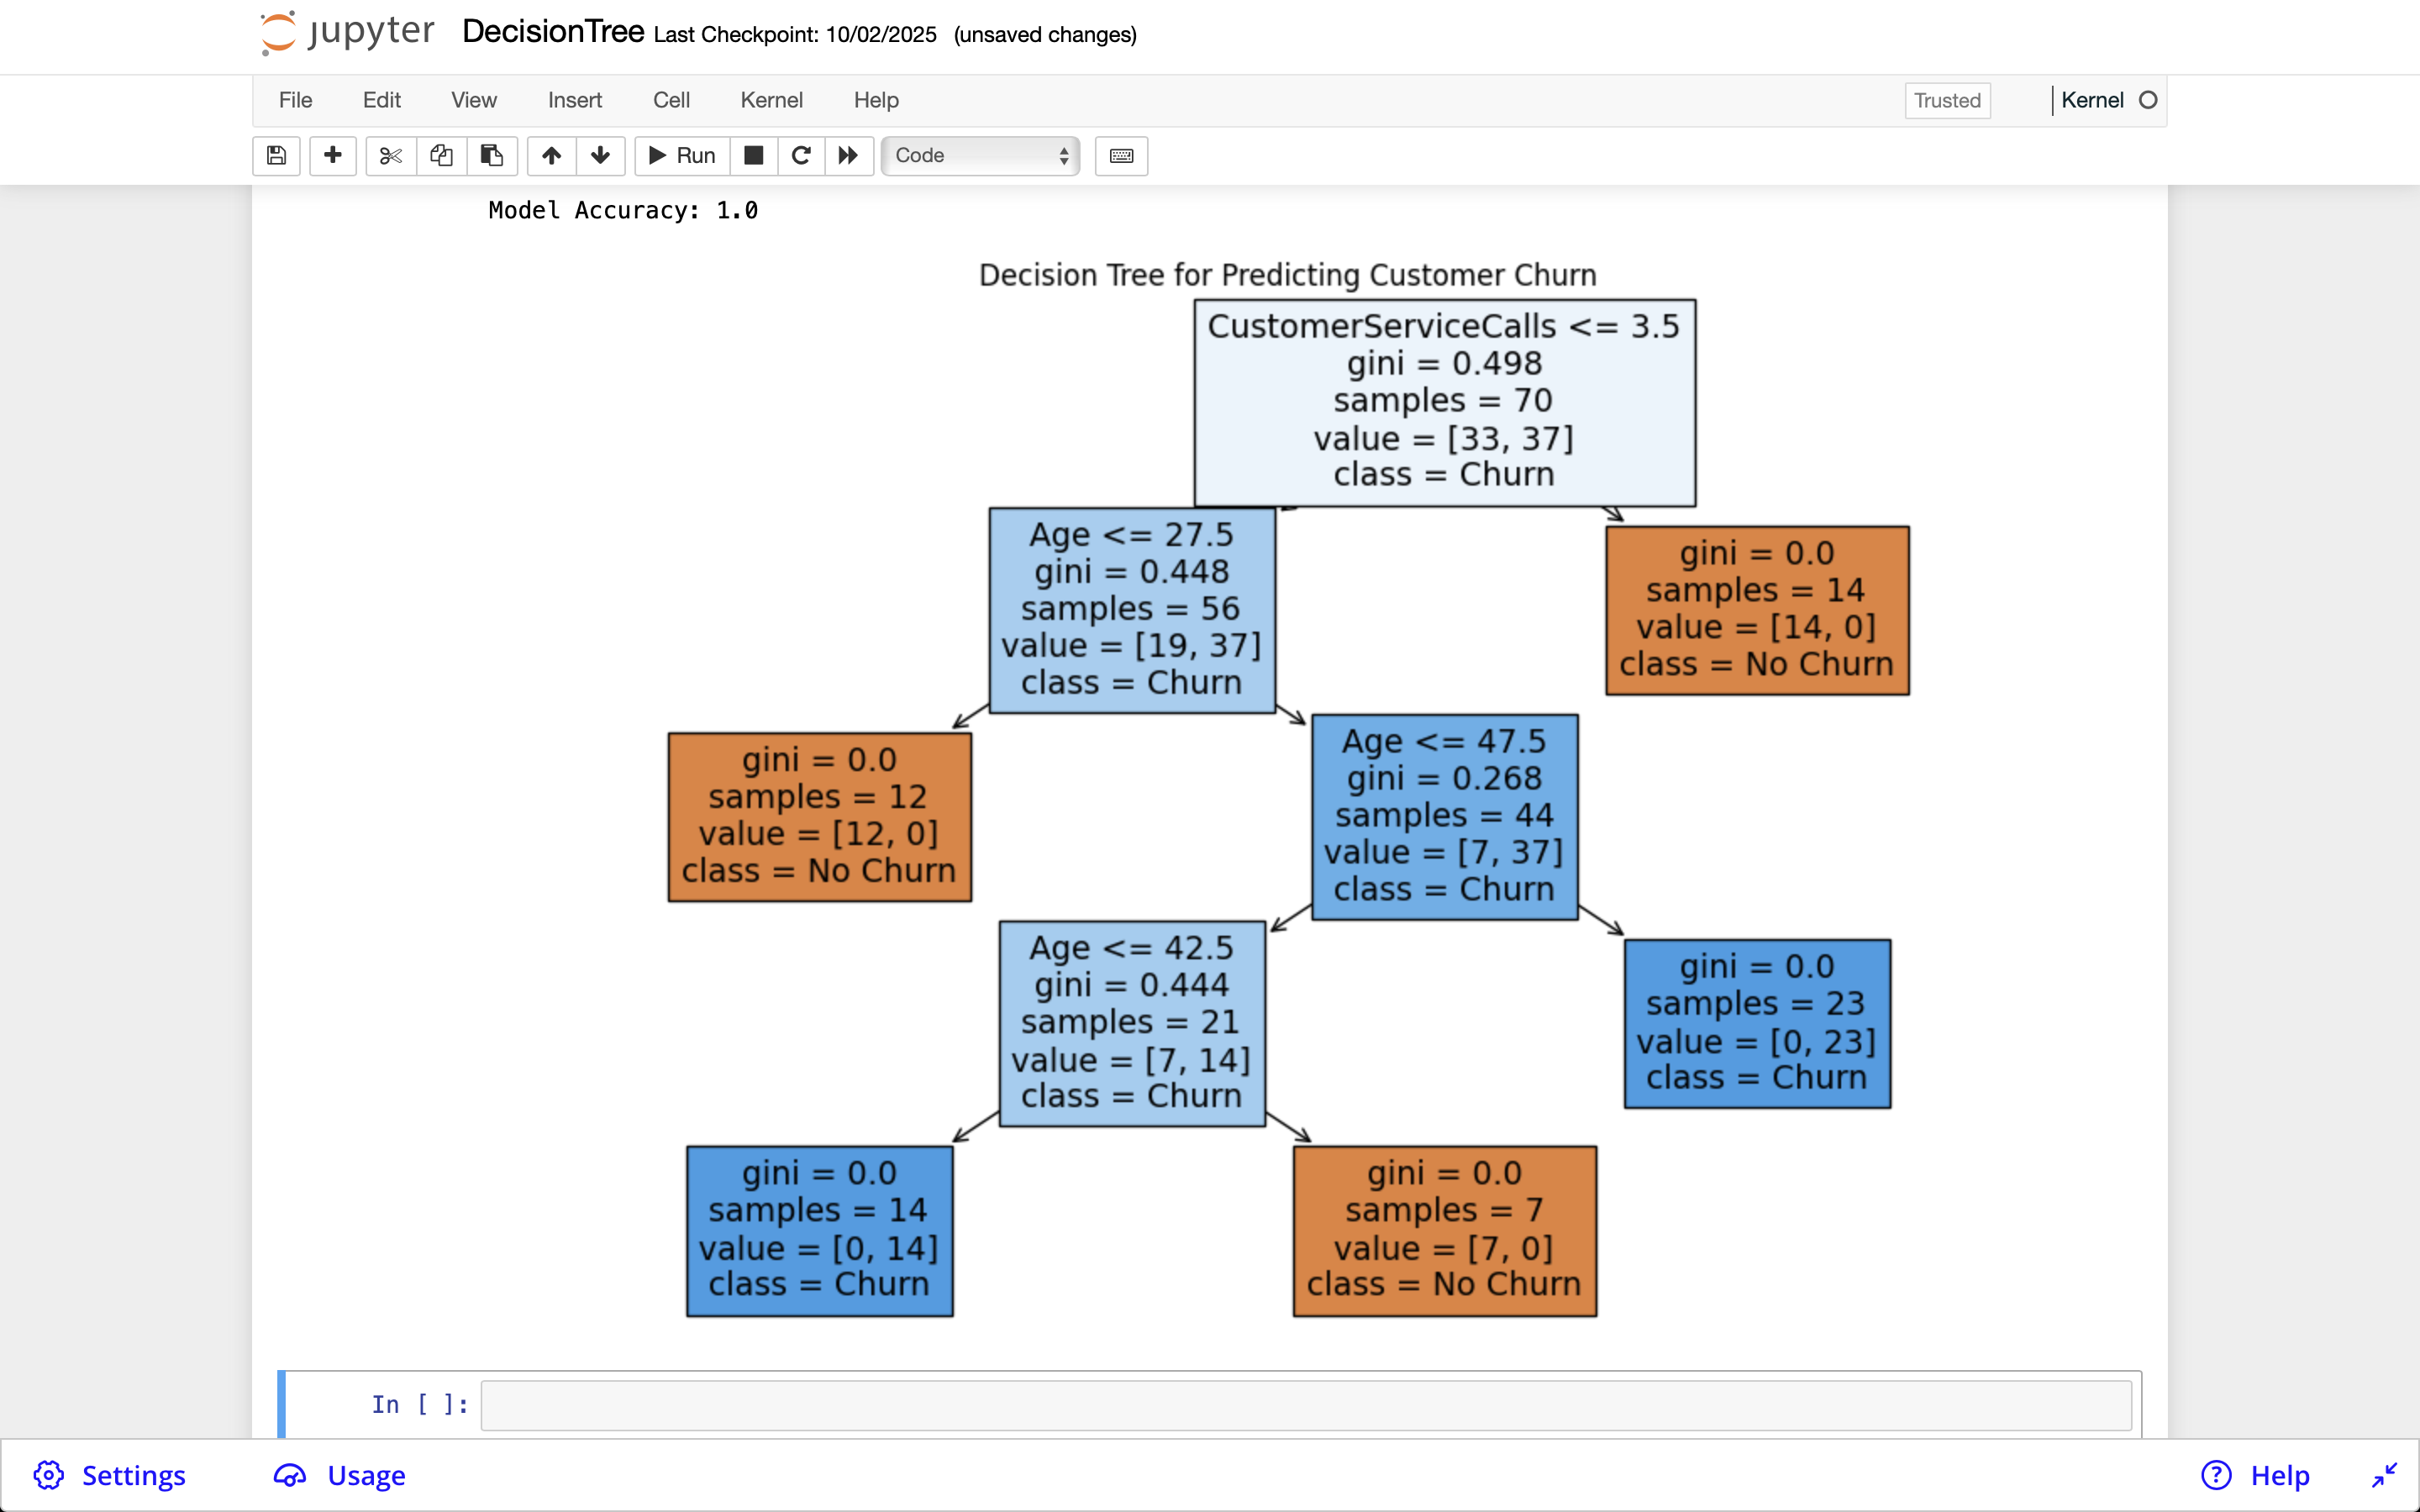 jupyter DecisionTree Last Checkpoint: 10/02/2025 (unsaved changes)
File Edit View Insert Cell Kernel Help Trusted Kernel
Run Code
Model Accuracy: 1.0
Decision Tree for Predicting Customer Churn
CustomerServiceCalls <= 3.5
gini = 0.498
samples = 70
value = [33, 37]
class = Churn
Age <= 27.5
gini = 0.448
samples = 56
value = [19, 37]
class = Churn
gini = 0.0
samples = 14
value = [14, 0]
class = No Churn
gini = 0.0
samples = 12
value = [12, 0]
class = No Churn
Age <= 47.5
gini = 0.268
samples = 44
value = [7, 37]
class = Churn
Age <= 42.5
gini = 0.444
samples = 21
value = [7, 14]
class = Churn
gini = 0.0
samples = 23
value = [0, 23]
class = Churn
gini = 0.0
samples = 14
value = [0, 14]
class = Churn
gini = 0.0
samples = 7
value = [7, 0]
class = No Churn
In [ ]:
Settings Usage Help